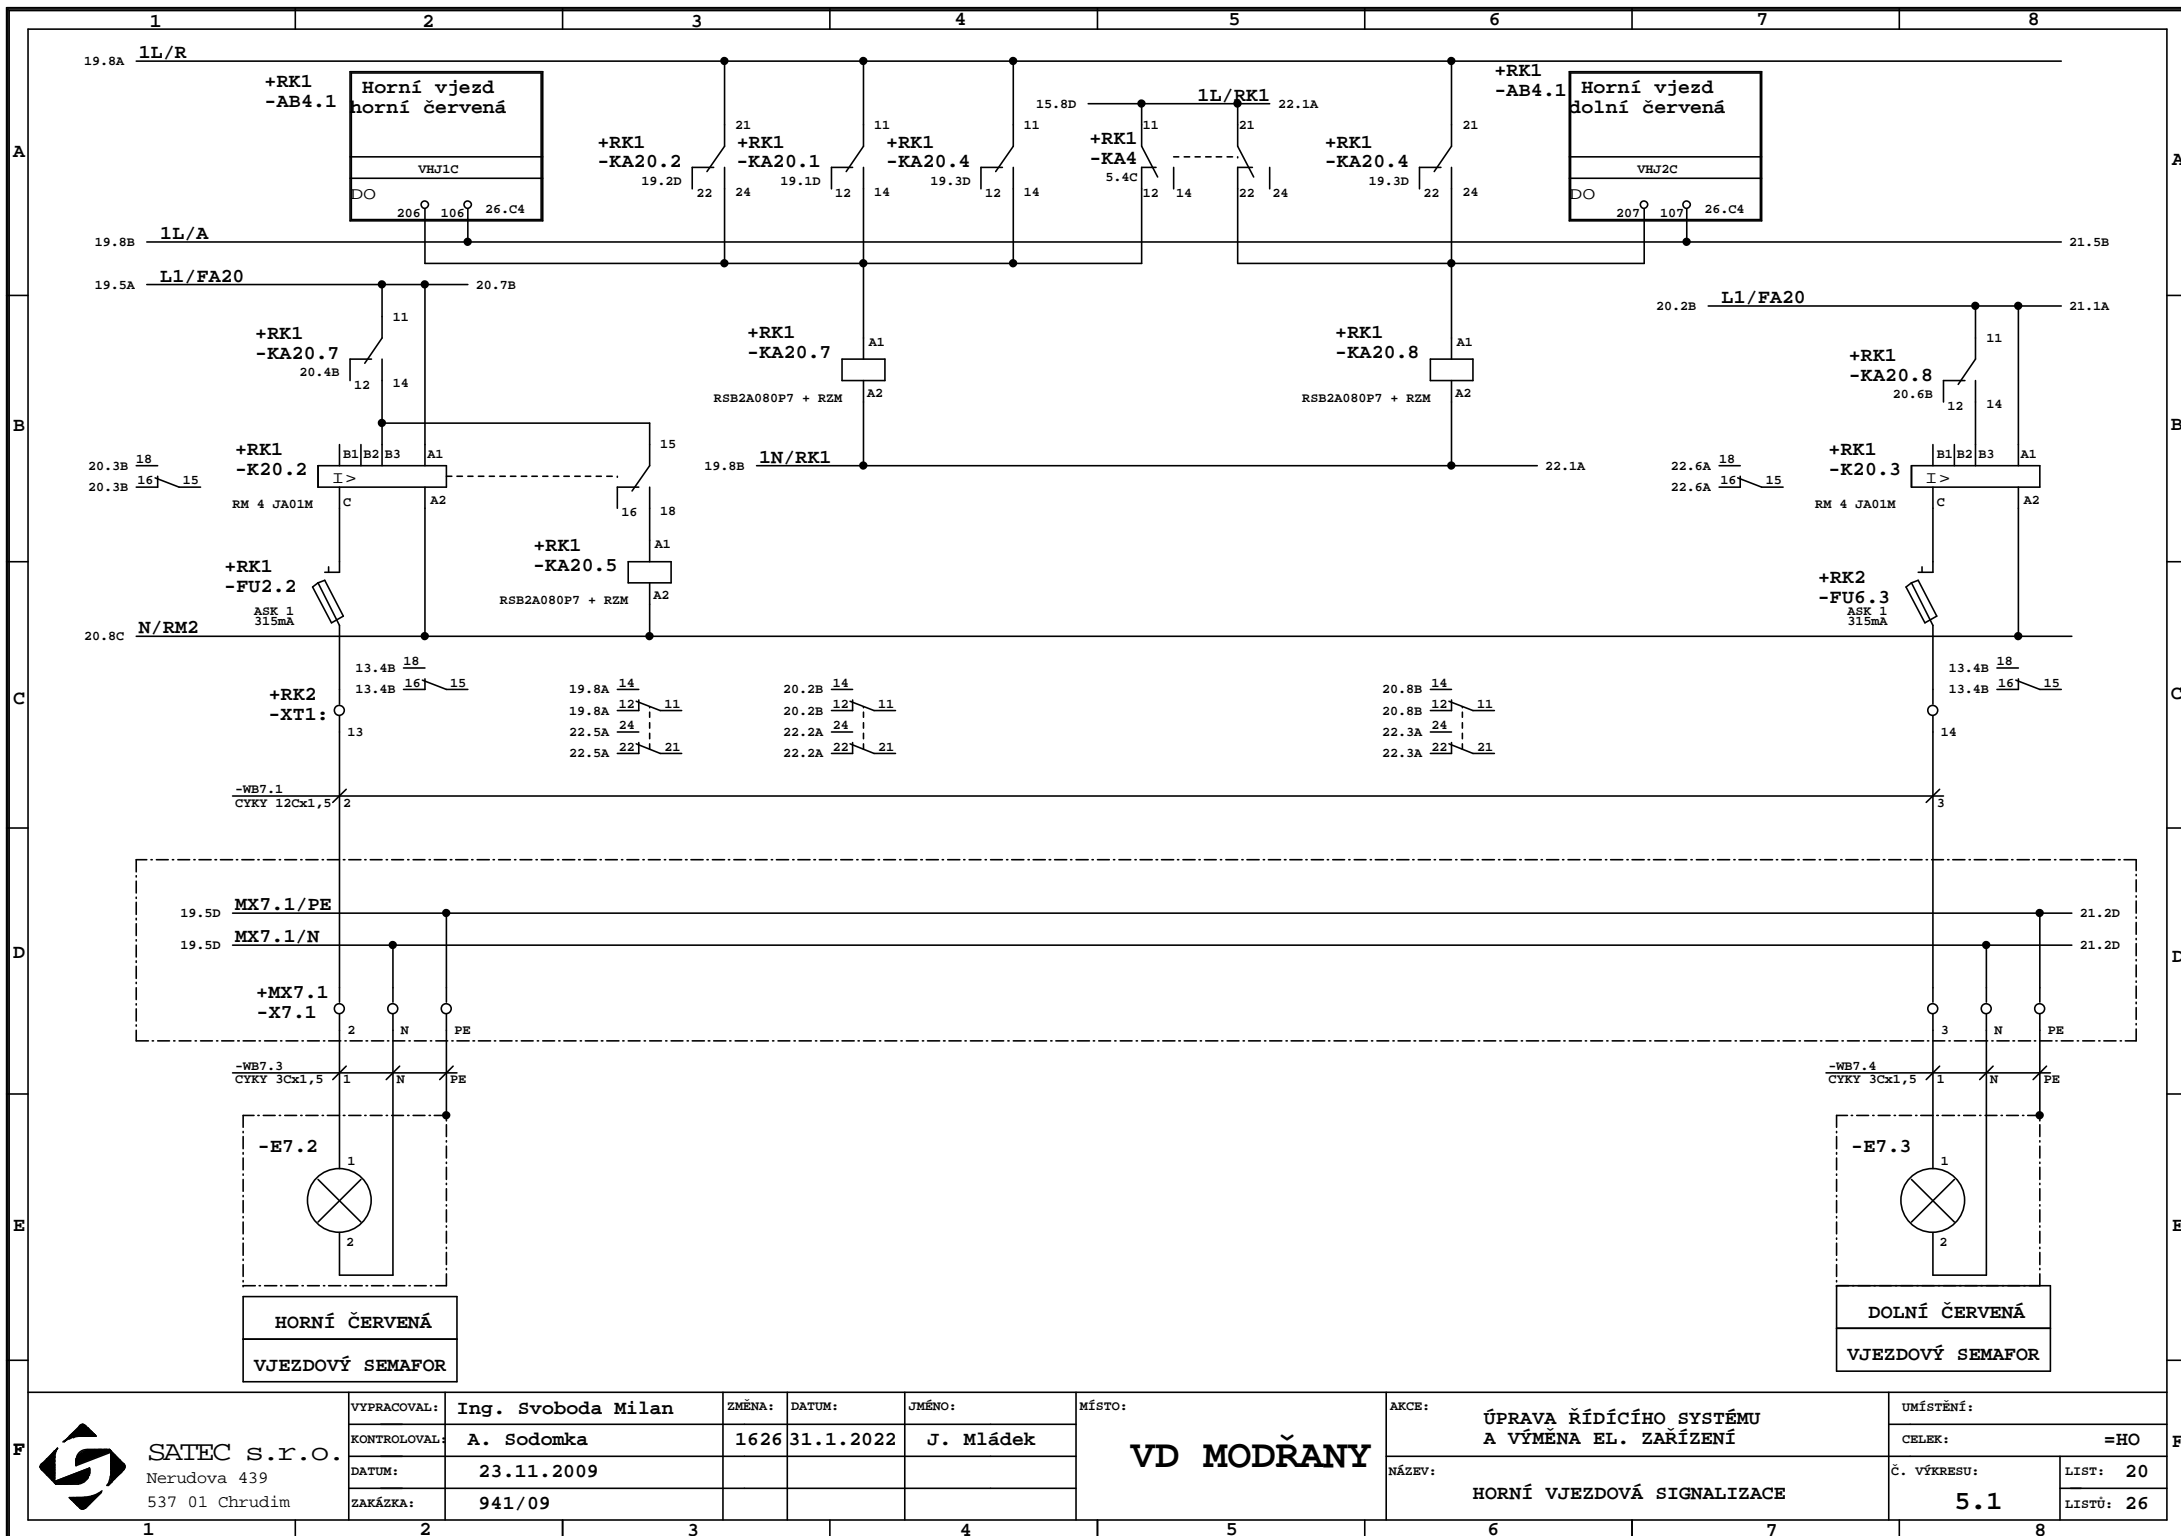 1 2 3 4 5 6 7 8
19.8A 1L/R
+RK1
-AB4.1
Horní vjezd
horní červená
VHJ1C
DO
206 106 26.C4
+RK1
-KA20.2
19.2D
21
22 24
+RK1
-KA20.1
19.1D
11
12 14
+RK1
-KA20.4
19.3D
11
12 14
15.8D 1L/RK1 22.1A
+RK1
-KA4
5.4C
11
12 14
21
22 24
+RK1
-KA20.4
19.3D
21
22 24
+RK1
-AB4.1
Horní vjezd
dolní červená
VHJ2C
DO
207 107 26.C4
A A
19.8B 1L/A 21.5B
19.5A L1/FA20 20.7B
20.2B L1/FA20 21.1A
+RK1
-KA20.7
20.4B
11
12 14
+RK1
-KA20.7
RSB2A080P7 + RZM
A1
A2
+RK1
-KA20.8
RSB2A080P7 + RZM
A1
A2
+RK1
-KA20.8
20.6B
11
12 14
B B
20.3B 18
20.3B 16 15
+RK1
-K20.2
RM 4 JA01M
B1 B2 B3 A1
I>
C A2
15
16 18
19.8B 1N/RK1 22.1A
22.6A 18
22.6A 16 15
+RK1
-K20.3
RM 4 JA01M
B1 B2 B3 A1
I>
C A2
+RK1
-KA20.5
RSB2A080P7 + RZM
A1
A2
+RK1
-FU2.2
ASK 1
315mA
+RK2
-FU6.3
ASK 1
315mA
20.8C N/RM2
13.4B 18
13.4B 16 15
+RK2
-XT1:
13
19.8A 14
19.8A 12 11
22.5A 24
22.5A 22 21
20.2B 14
20.2B 12 11
22.2A 24
22.2A 22 21
20.8B 14
20.8B 12 11
22.3A 24
22.3A 22 21
13.4B 18
13.4B 16 15
14
C C
-WB7.1
CYKY 12Cx1,5 2
3
19.5D MX7.1/PE 21.2D
19.5D MX7.1/N 21.2D
D D
+MX7.1
-X7.1
2 N PE
3 N PE
-WB7.3
CYKY 3Cx1,5 1 N PE
-WB7.4
CYKY 3Cx1,5 1 N PE
-E7.2
1
2
-E7.3
1
2
E E
HORNÍ ČERVENÁ
VJEZDOVÝ SEMAFOR
DOLNÍ ČERVENÁ
VJEZDOVÝ SEMAFOR
F F
SATEC s.r.o.
Nerudova 439
537 01 Chrudim
VYPRACOVAL: Ing. Svoboda Milan
KONTROLOVAL: A. Sodomka
DATUM: 23.11.2009
ZAKÁZKA: 941/09
ZMĚNA: DATUM: JMÉNO:
1626 31.1.2022 J. Mládek
MÍSTO:
VD MODŘANY
AKCE:
ÚPRAVA ŘÍDÍCÍHO SYSTÉMU
A VÝMĚNA EL. ZAŘÍZENÍ
NÁZEV:
HORNÍ VJEZDOVÁ SIGNALIZACE
UMÍSTĚNÍ:
CELEK: =HO
Č. VÝKRESU:
5.1
LIST: 20
LISTŮ: 26
1 2 3 4 5 6 7 8